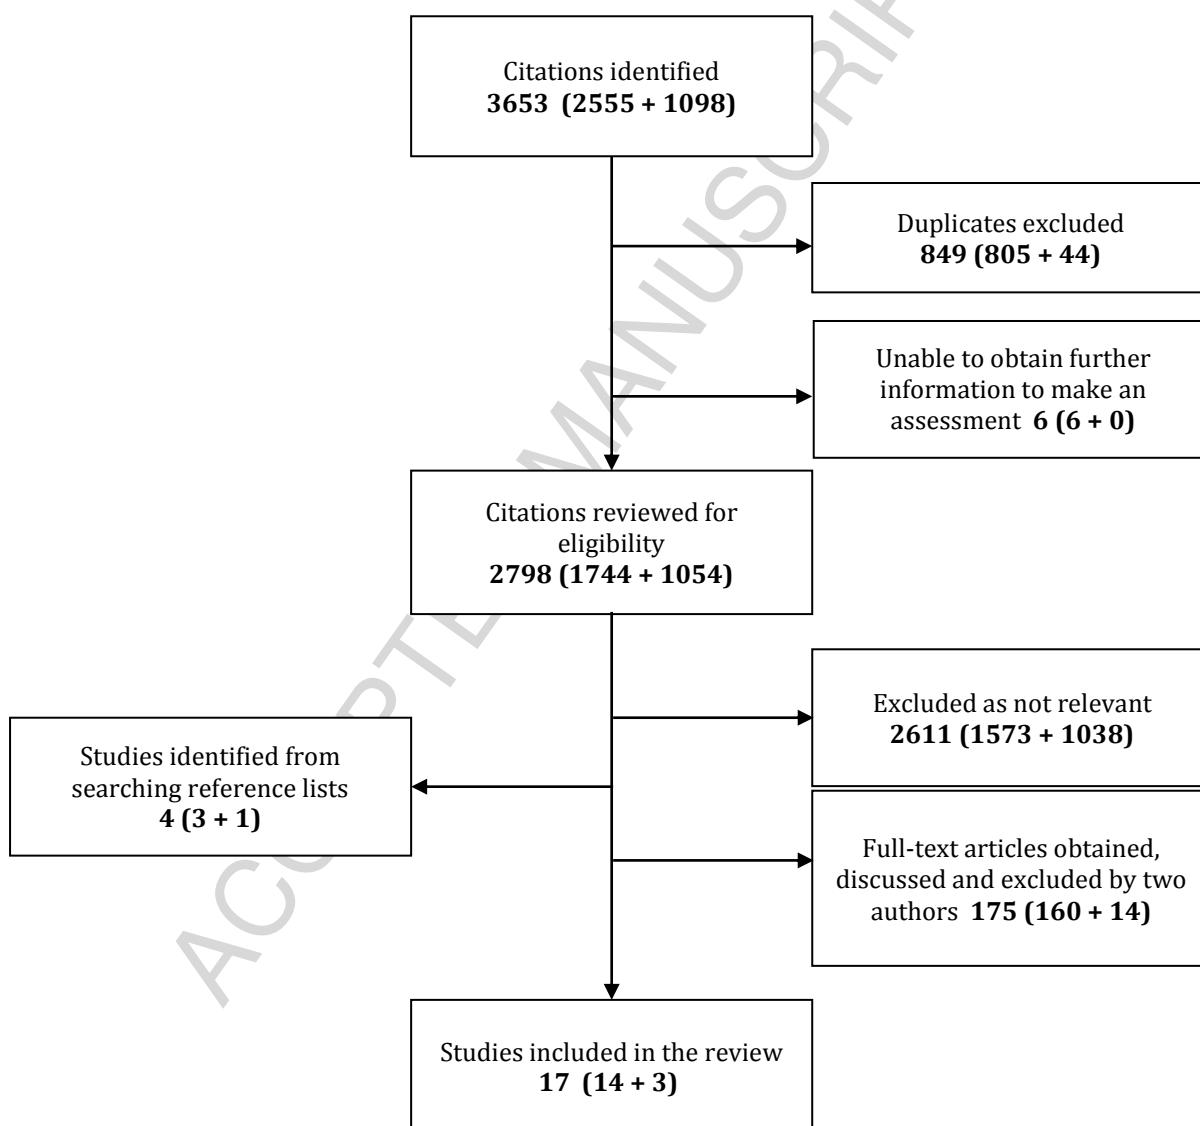 Citations identified
3653 (2555 + 1098)
Duplicates excluded
849 (805 + 44)
Unable to obtain further
information to make an
assessment 6 (6 + 0)
Citations reviewed for
eligibility
2798 (1744 + 1054)
Excluded as not relevant
2611 (1573 + 1038)
Studies identified from
searching reference lists
4 (3 + 1)
Full-text articles obtained,
discussed and excluded by two
authors 175 (160 + 14)
Studies included in the review
17 (14 + 3)